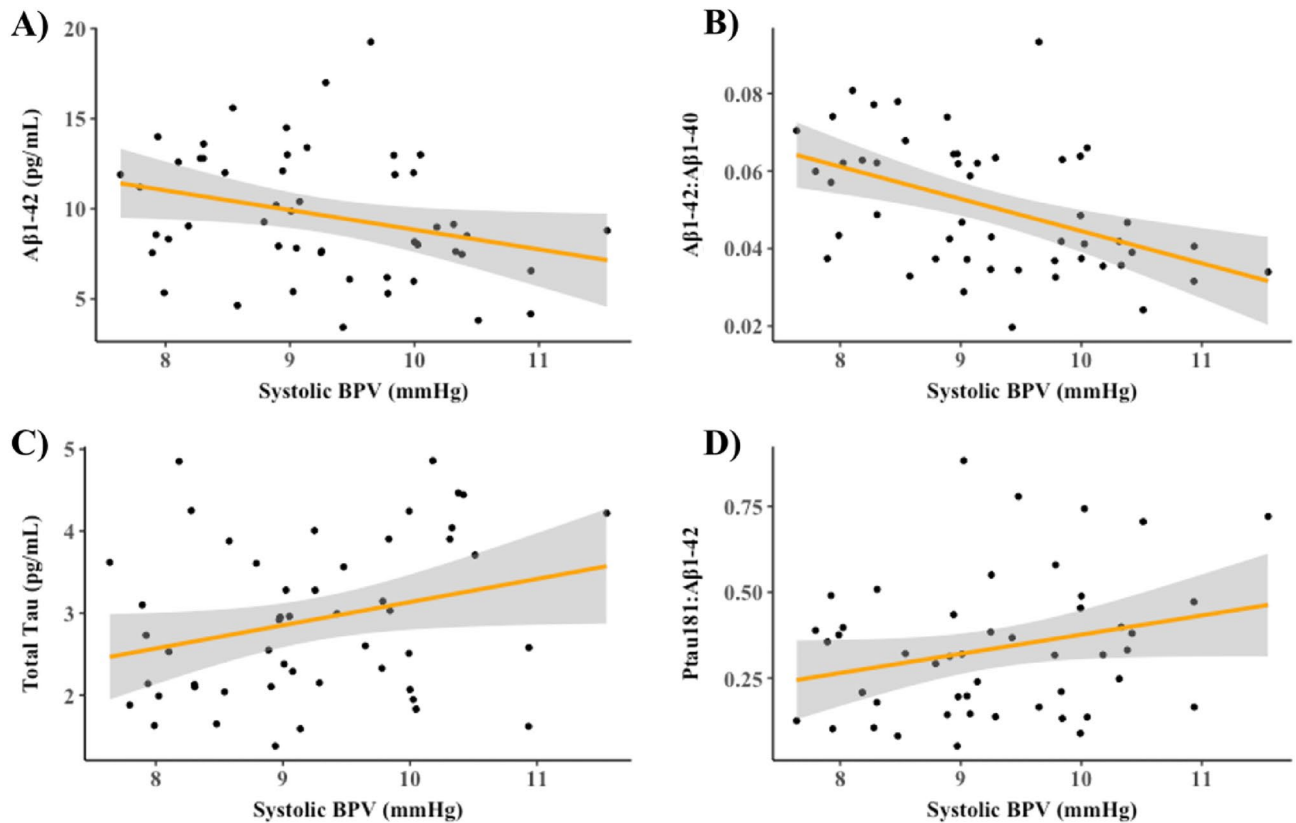 A)
20
15
10
5
Aβ1-42 (pg/mL)
8 9 10 11
Systolic BPV (mmHg)
B)
0.08
0.06
0.04
0.02
Aβ1-42:Aβ1-40
8 9 10 11
Systolic BPV (mmHg)
C)
5
4
3
2
Total Tau (pg/mL)
8 9 10 11
Systolic BPV (mmHg)
D)
0.75
0.50
0.25
Ptau181:Aβ1-42
8 9 10 11
Systolic BPV (mmHg)